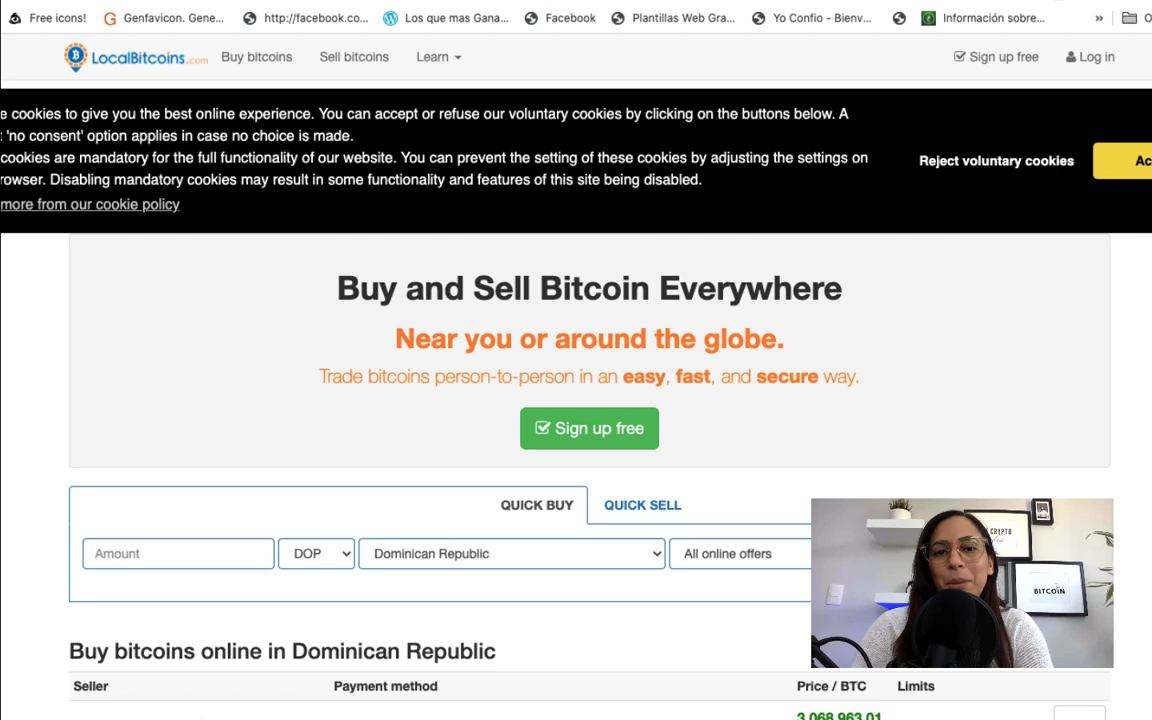 Free icons!
Genfavicon. Gene...
http://facebook.co...
Los que mas Gana...
Facebook
Plantillas Web Gra...
Yo Confio - Bienv...
Información sobre...
»
LocalBitcoins.com
Buy bitcoins
Sell bitcoins
Learn
Sign up free
Log in
e cookies to give you the best online experience. You can accept or refuse our voluntary cookies by clicking on the buttons below. A
'no consent' option applies in case no choice is made.
cookies are mandatory for the full functionality of our website. You can prevent the setting of these cookies by adjusting the settings on
rowser. Disabling mandatory cookies may result in some functionality and features of this site being disabled.
more from our cookie policy
Reject voluntary cookies
Ac
Buy and Sell Bitcoin Everywhere
Near you or around the globe.
Trade bitcoins person-to-person in an easy, fast, and secure way.
Sign up free
QUICK BUY
QUICK SELL
Amount
DOP
Dominican Republic
All online offers
CRYPTO
BITCOIN
Buy bitcoins online in Dominican Republic
Seller
Payment method
Price / BTC
Limits
3,068,963.01